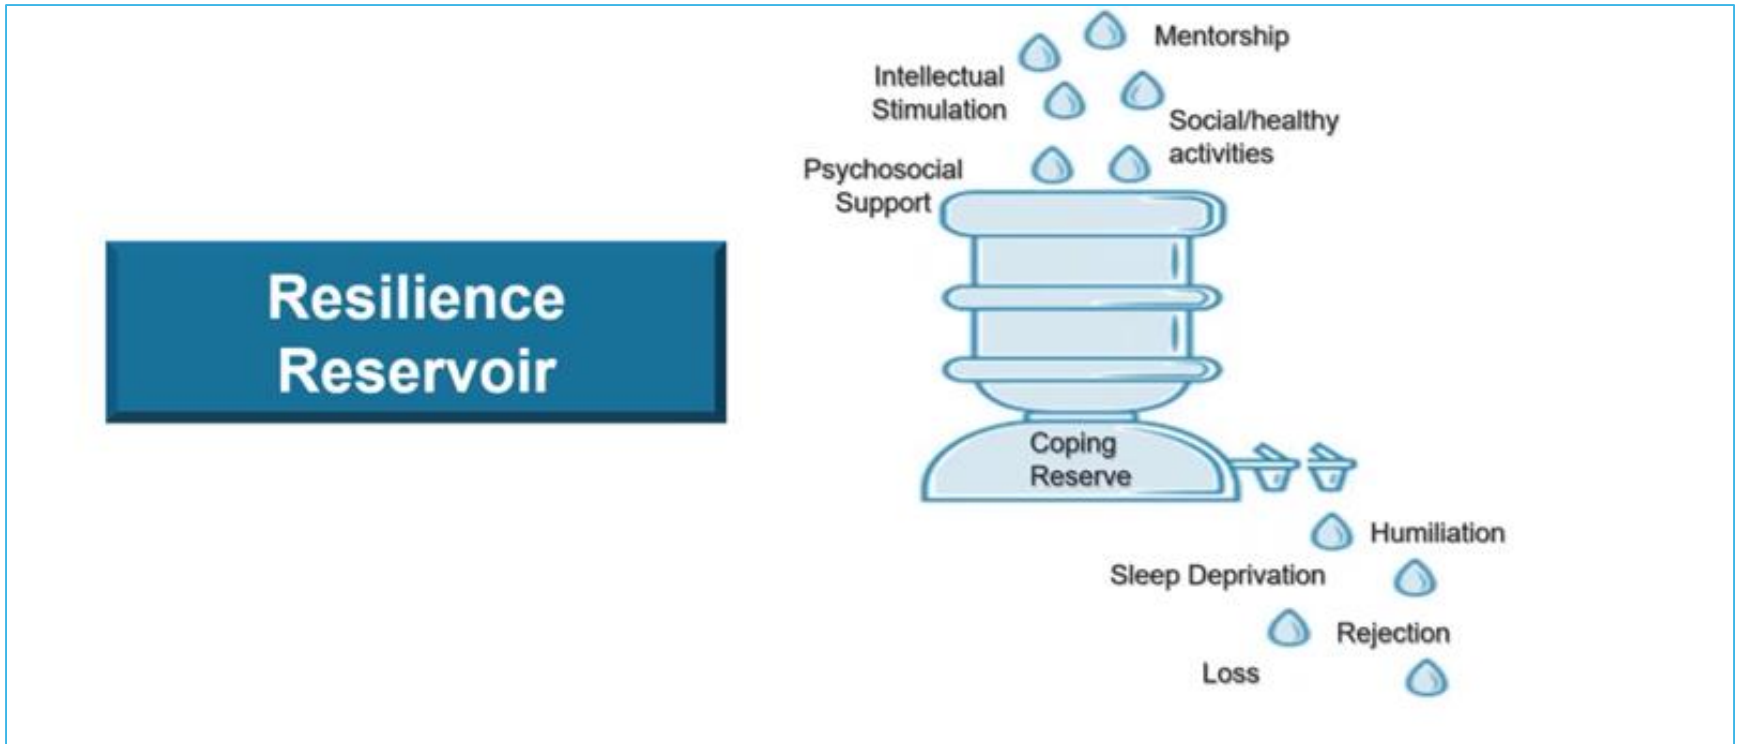 Resilience
Reservoir
Mentorship
Intellectual
Stimulation
Social/healthy
activities
Psychosocial
Support
Coping
Reserve
Humiliation
Sleep Deprivation
Rejection
Loss